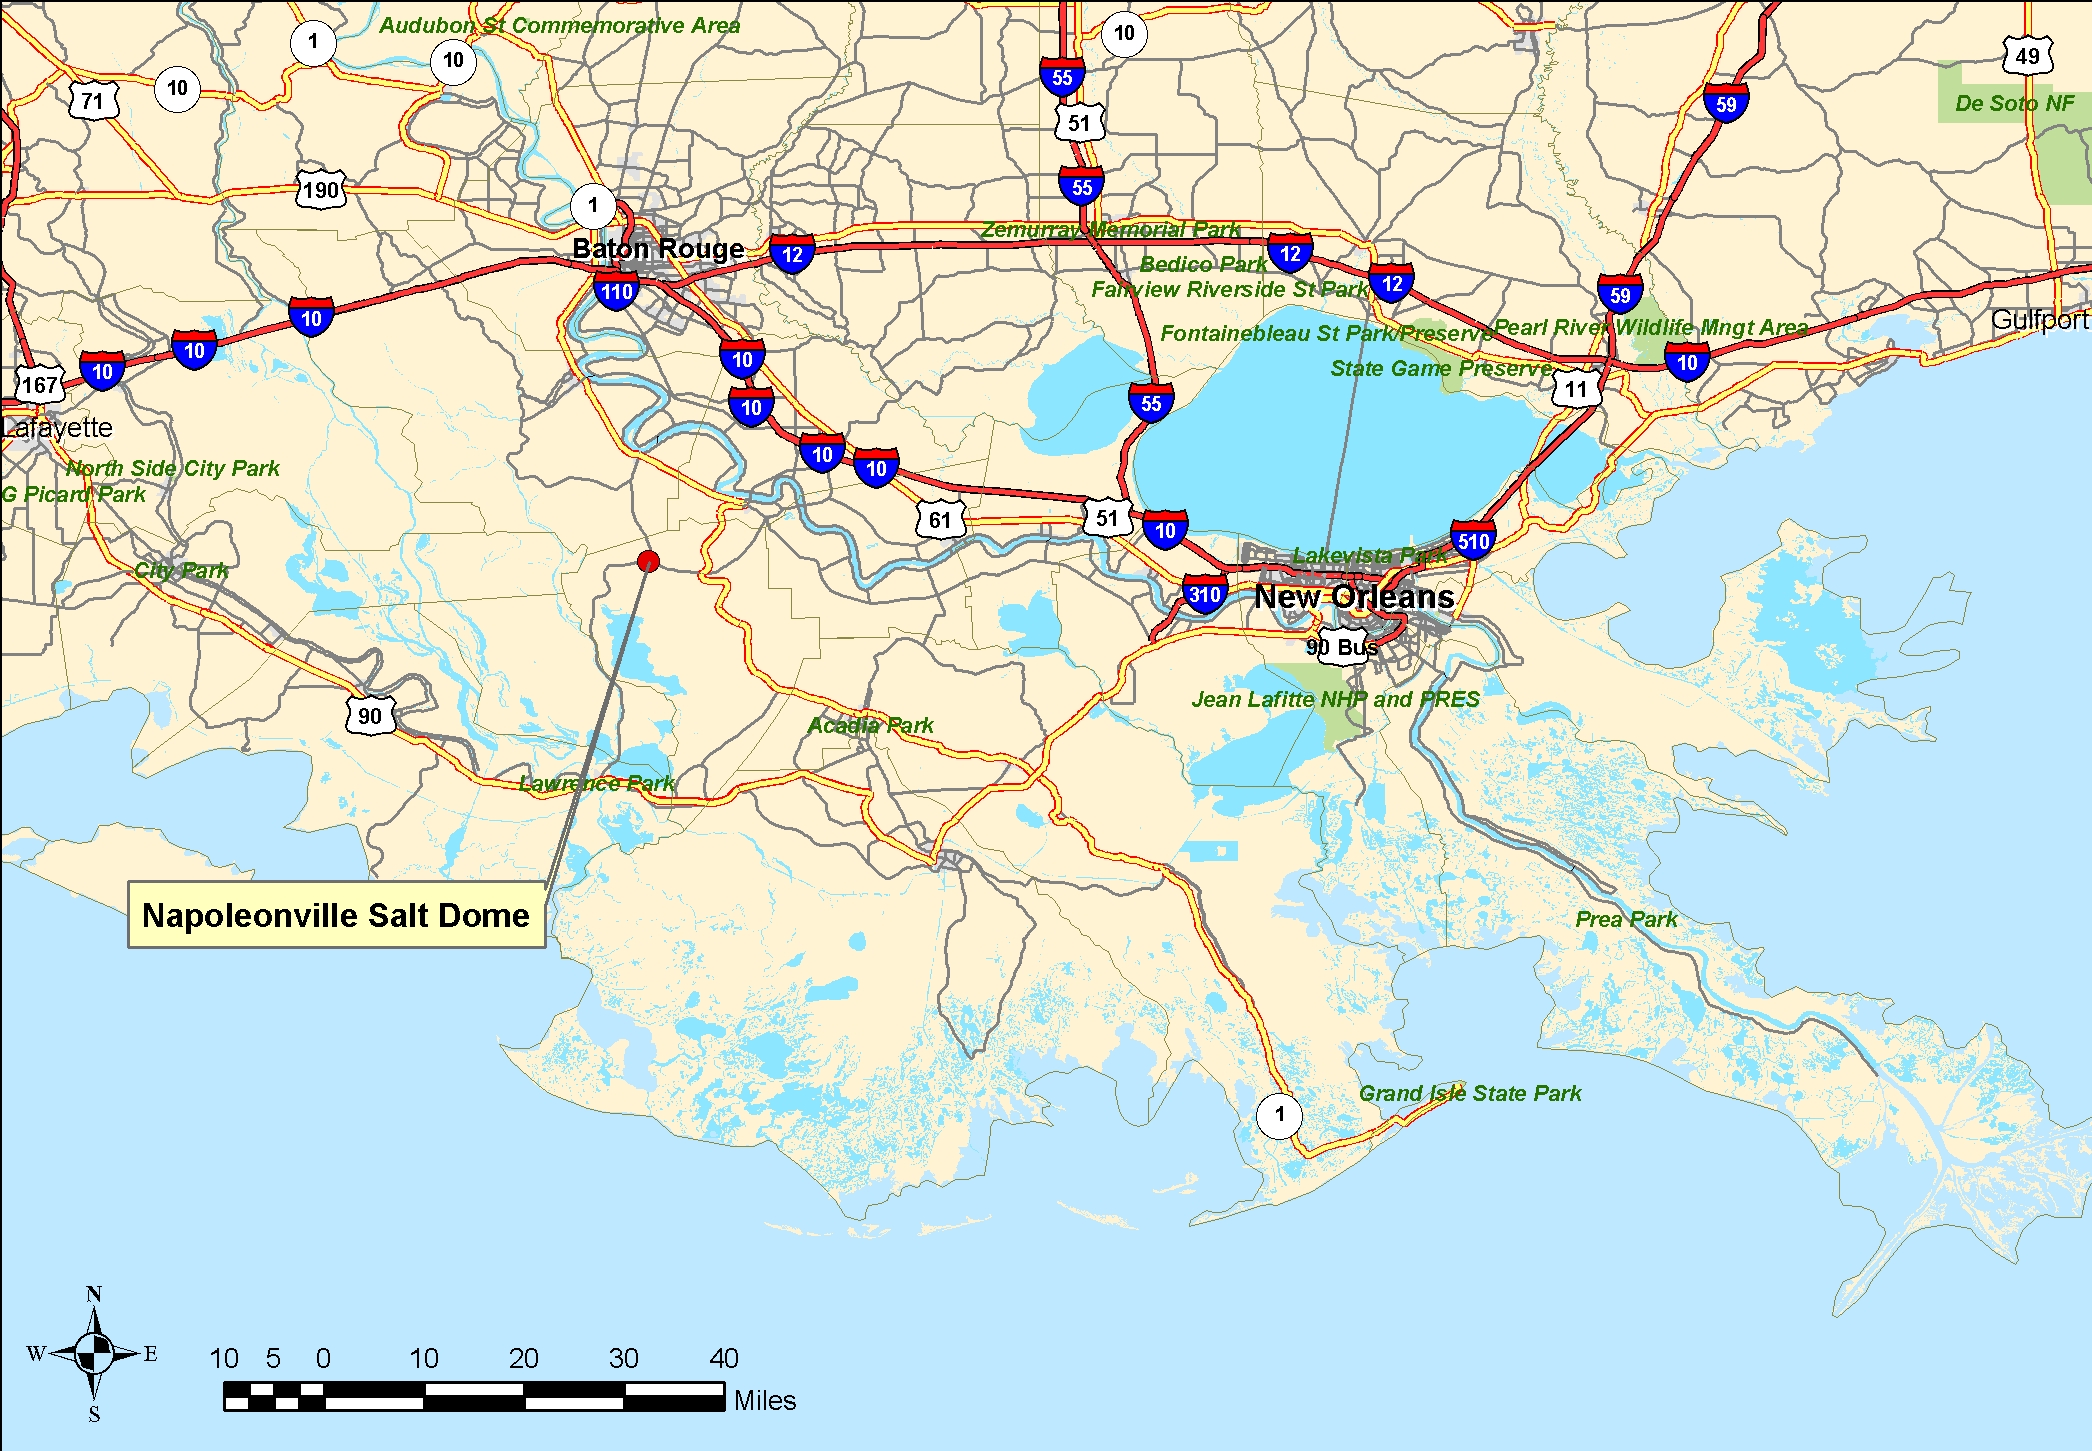 Audubon St Commemorative Area
1
10
10
71
55
10
51
59
49
De Soto NF
190
1
55
Zemurray Memorial Park
Baton Rouge
12
12
Bedico Park
12
110
Fairview Riverside St Park
59
10
Fontainebleau St Park/Preserve
Pearl River Wildlife Mngt Area
Gulfport
10
10
10
10
State Game Preserve
167
11
10
55
Lafayette
10
10
North Side City Park
G Picard Park
61
51
10
510
Lakevista Park
City Park
310
New Orleans
90 Bus
Jean Lafitte NHP and PRES
90
Acadia Park
Lawrence Park
Napoleonville Salt Dome
Prea Park
Grand Isle State Park
1
N
W
E
S
10 5 0 10 20 30 40
Miles